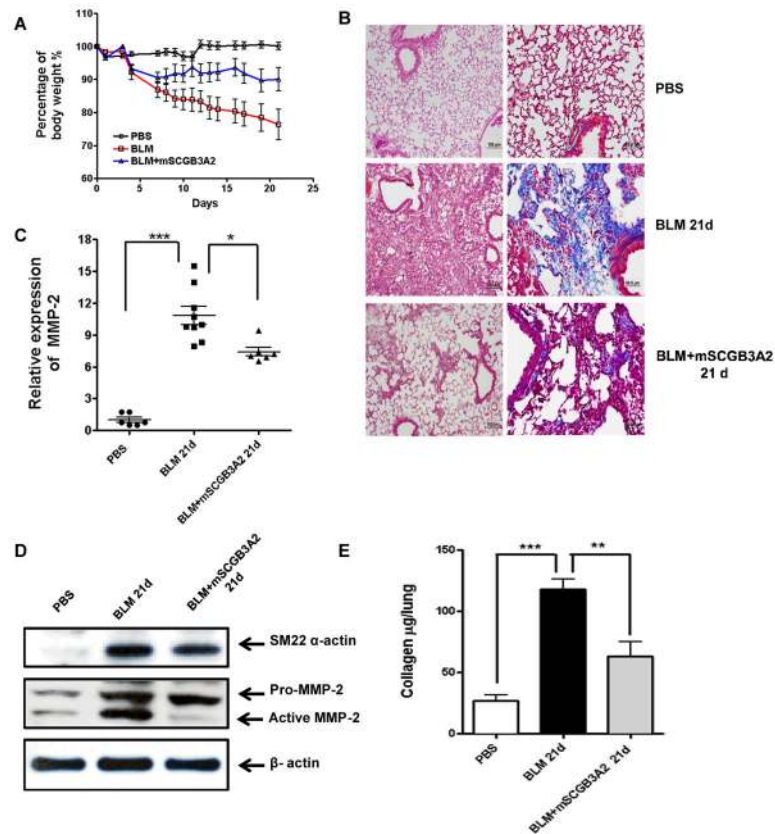 A
Percentage of
body weight %
110
100
90
80
70
60
PBS
BLM
BLM+mSCGB3A2
0
5
10
15
20
25
Days
B
PBS
BLM 21d
BLM+mSCGB3A2
21 d
C
Relative expression
of MMP-2
18
15
12
9
6
3
0
***
*
PBS
BLM 21d
BLM+mSCGB3A2 21d
D
PBS
BLM 21d
BLM+mSCGB3A2
21d
SM22 α-actin
Pro-MMP-2
Active MMP-2
β- actin
E
Collagen µg/lung
150
100
50
0
***
**
PBS
BLM 21d
BLM+mSCGB3A2 21d